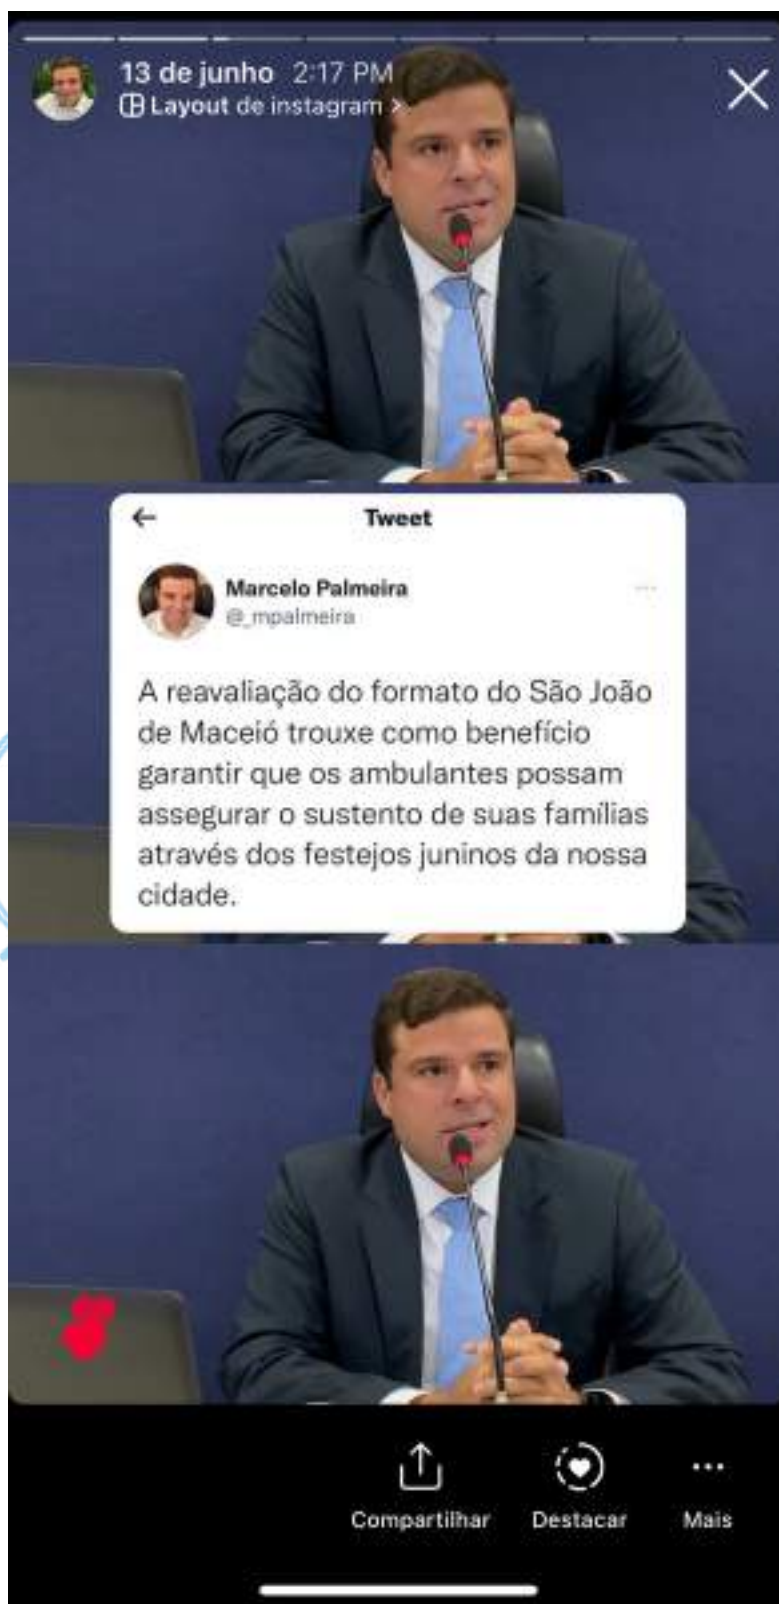 13 de junho 2:17 PM
Layout de instagram >
Tweet
Marcelo Palmeira
@_mpalmeira
A reavaliação do formato do São João
de Maceió trouxe como benefício
garantir que os ambulantes possam
assegurar o sustento de suas famílias
através dos festejos juninos da nossa
cidade.
Compartilhar Destacar Mais